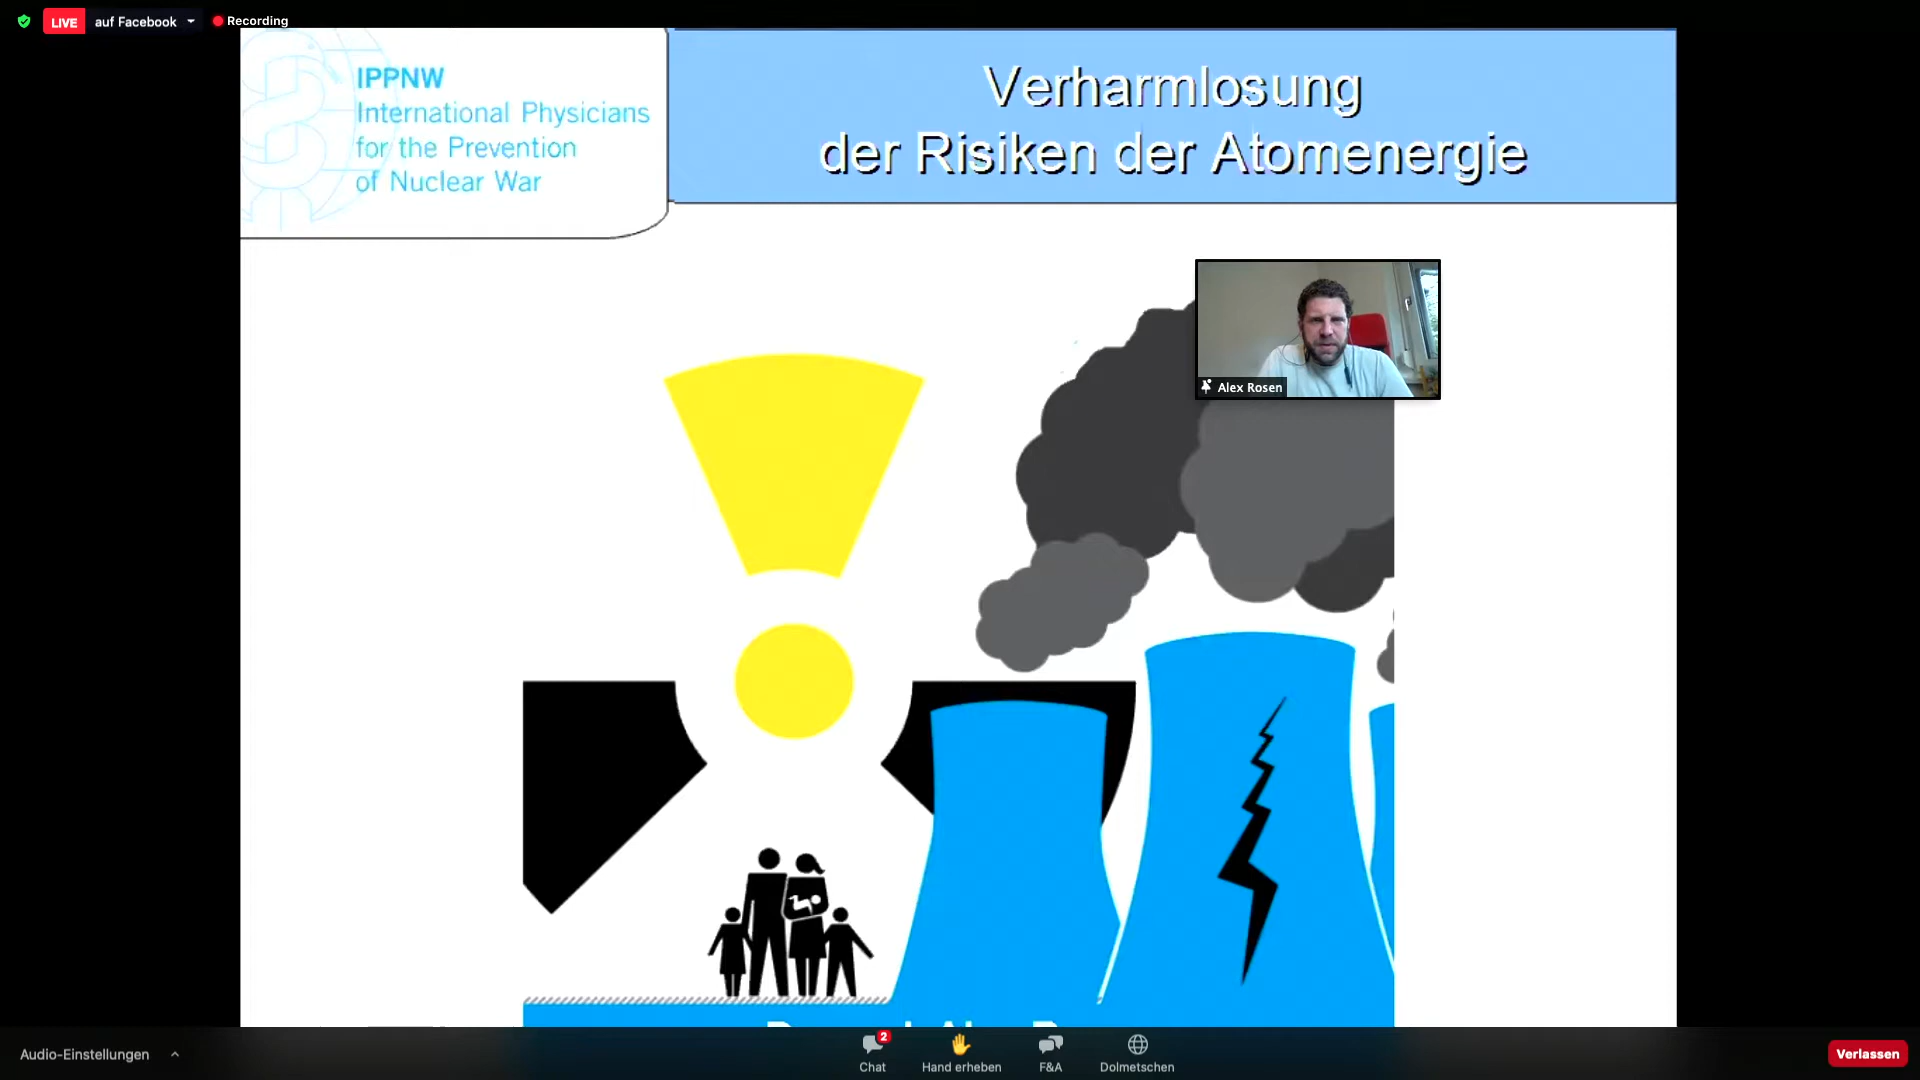 LIVE auf Facebook Recording
IPPNW
International Physicians
for the Prevention
of Nuclear War
Verharmlosung
der Risiken der Atomenergie
Alex Rosen
Audio-Einstellungen
2
Chat
Hand erheben
F&A
Dolmetschen
Verlassen